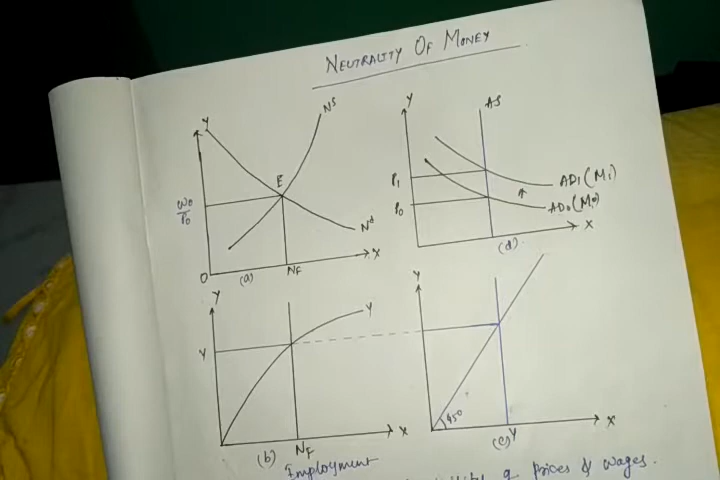 NEUTRALITY OF MONEY
Y
NS
E
W0
P0
Nd
O
(a)
NF
X
Y
AS
P1
P0
AD1 (M1)
AD0 (M0)
X
(d)
Y
Y
Y
X
(b)
NF
Employment
Y
45°
(c)
Y
X
of prices & wages.